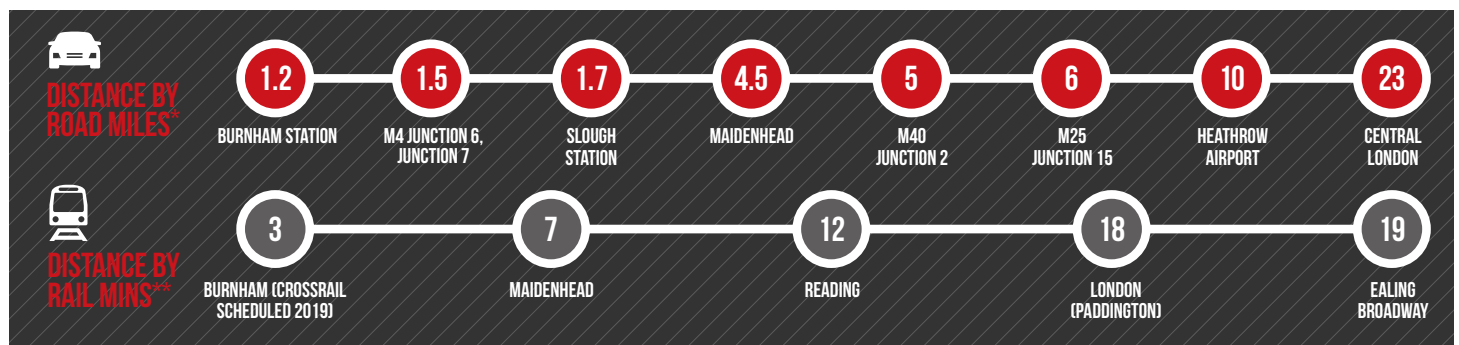 DISTANCE BY
ROAD MILES*
1.2
1.5
1.7
4.5
5
6
10
23
BURNHAM STATION
M4 JUNCTION 6,
JUNCTION 7
SLOUGH
STATION
MAIDENHEAD
M40
JUNCTION 2
M25
JUNCTION 15
HEATHROW
AIRPORT
CENTRAL
LONDON
DISTANCE BY
RAIL MINS**
3
7
12
18
19
BURNHAM (CROSSRAIL
SCHEDULED 2019)
MAIDENHEAD
READING
LONDON
(PADDINGTON)
EALING
BROADWAY